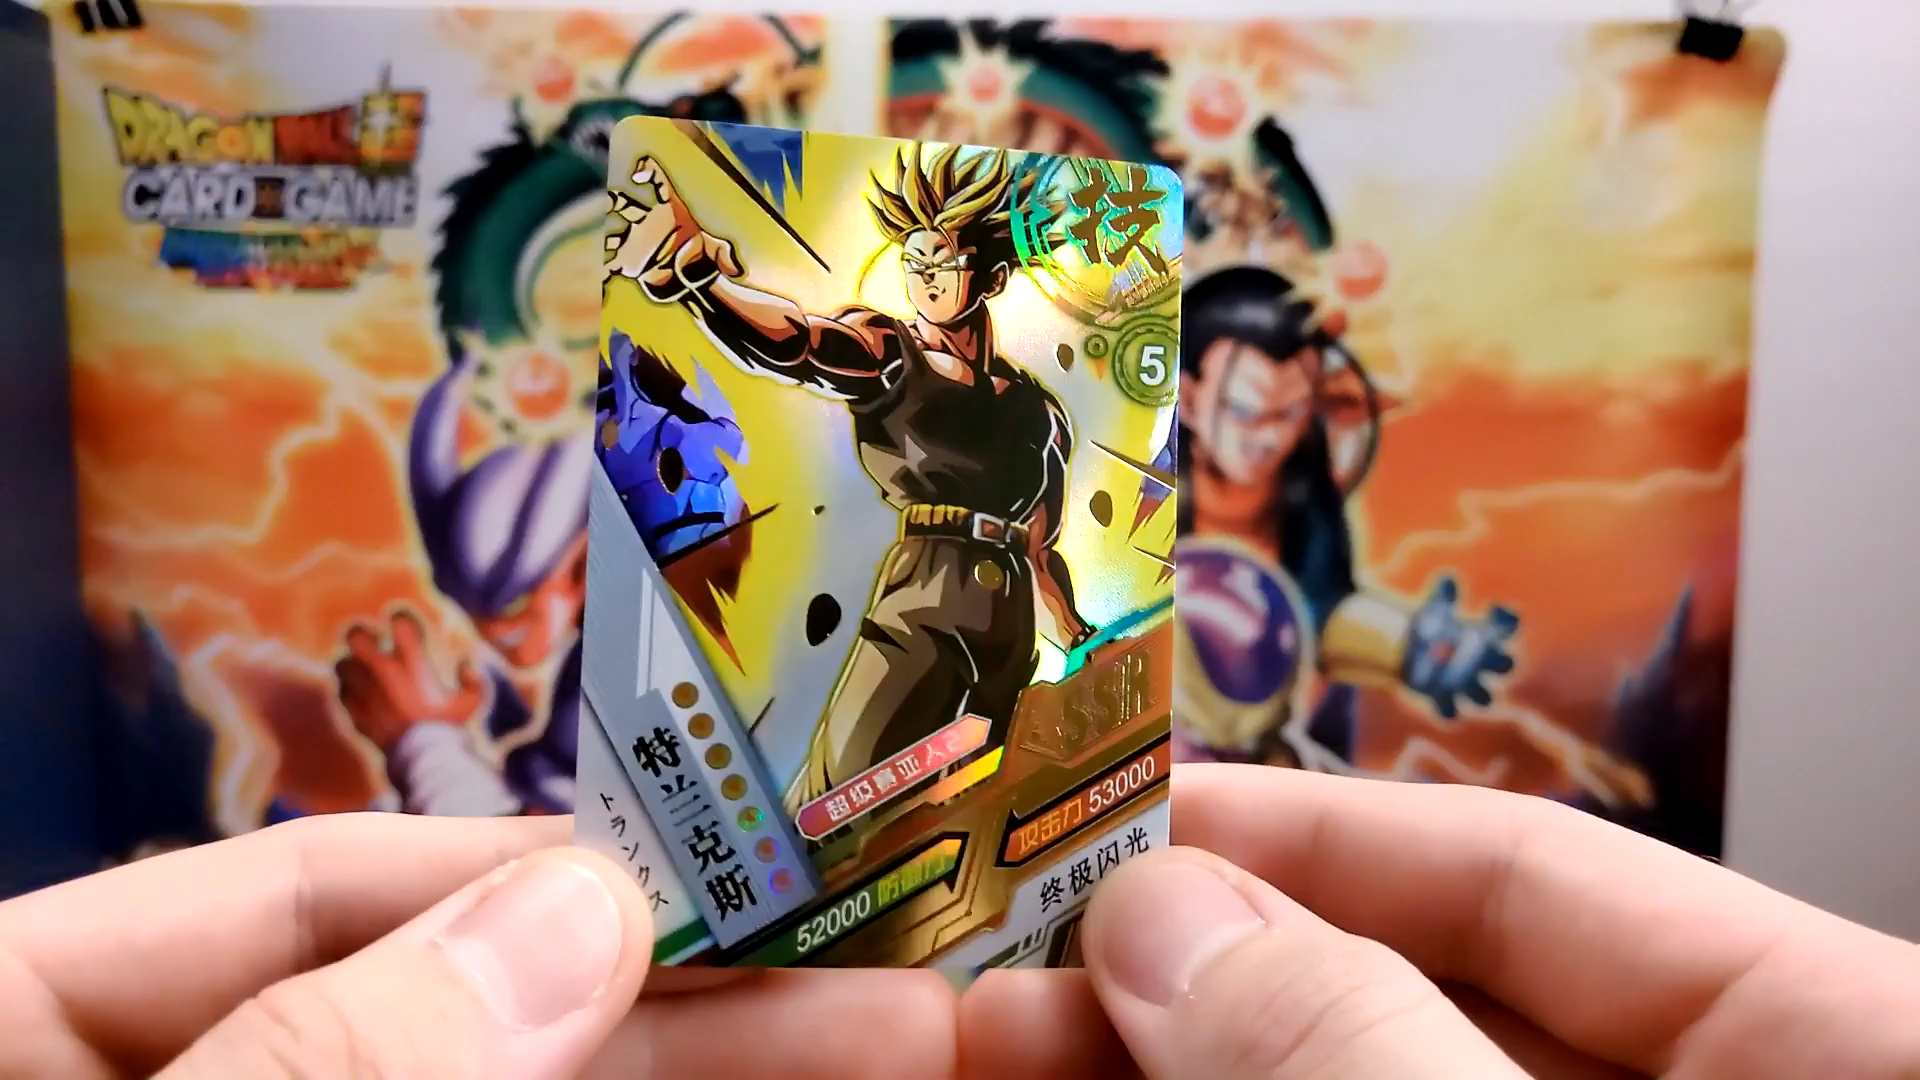 DRAGON BALL 超
CARD GAME
技
5
SSR
特兰克斯
トランクス
超级赛亚人2
攻击力 53000
52000 防御力
终极闪光